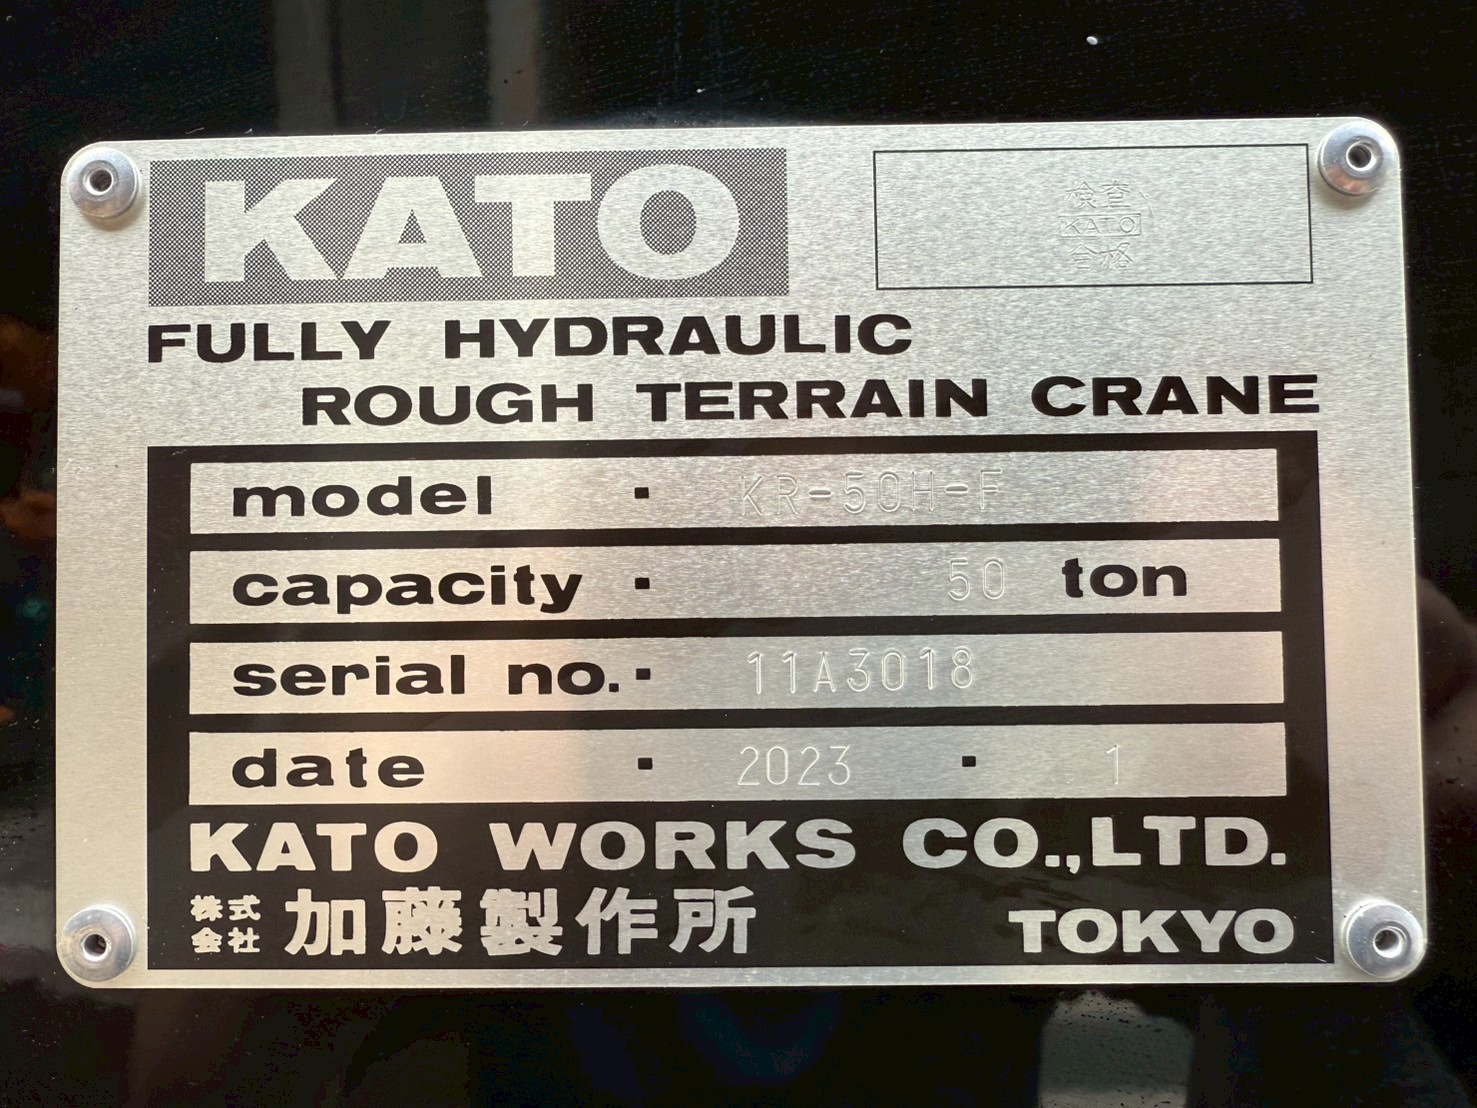 KATO
検査
KATO
合格
FULLY HYDRAULIC
ROUGH TERRAIN CRANE
model · KR-50H-F
capacity · 50 ton
serial no. · 11A3018
date · 2023 · 1
KATO WORKS CO.,LTD.
株式会社 加藤製作所 TOKYO